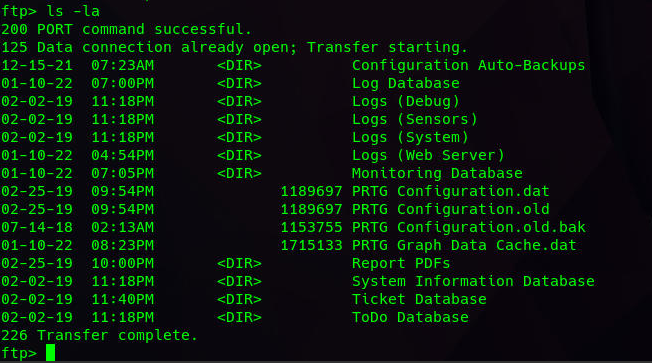 ftp> ls -la
200 PORT command successful.
125 Data connection already open; Transfer starting.
12-15-21  07:23AM       <DIR>          Configuration Auto-Backups
01-10-22  07:00PM       <DIR>          Log Database
02-02-19  11:18PM       <DIR>          Logs (Debug)
02-02-19  11:18PM       <DIR>          Logs (Sensors)
02-02-19  11:18PM       <DIR>          Logs (System)
01-10-22  04:54PM       <DIR>          Logs (Web Server)
01-10-22  07:05PM       <DIR>          Monitoring Database
02-25-19  09:54PM              1189697 PRTG Configuration.dat
02-25-19  09:54PM              1189697 PRTG Configuration.old
07-14-18  02:13AM              1153755 PRTG Configuration.old.bak
01-10-22  08:23PM              1715133 PRTG Graph Data Cache.dat
02-25-19  10:00PM       <DIR>          Report PDFs
02-02-19  11:18PM       <DIR>          System Information Database
02-02-19  11:40PM       <DIR>          Ticket Database
02-02-19  11:18PM       <DIR>          ToDo Database
226 Transfer complete.
ftp>